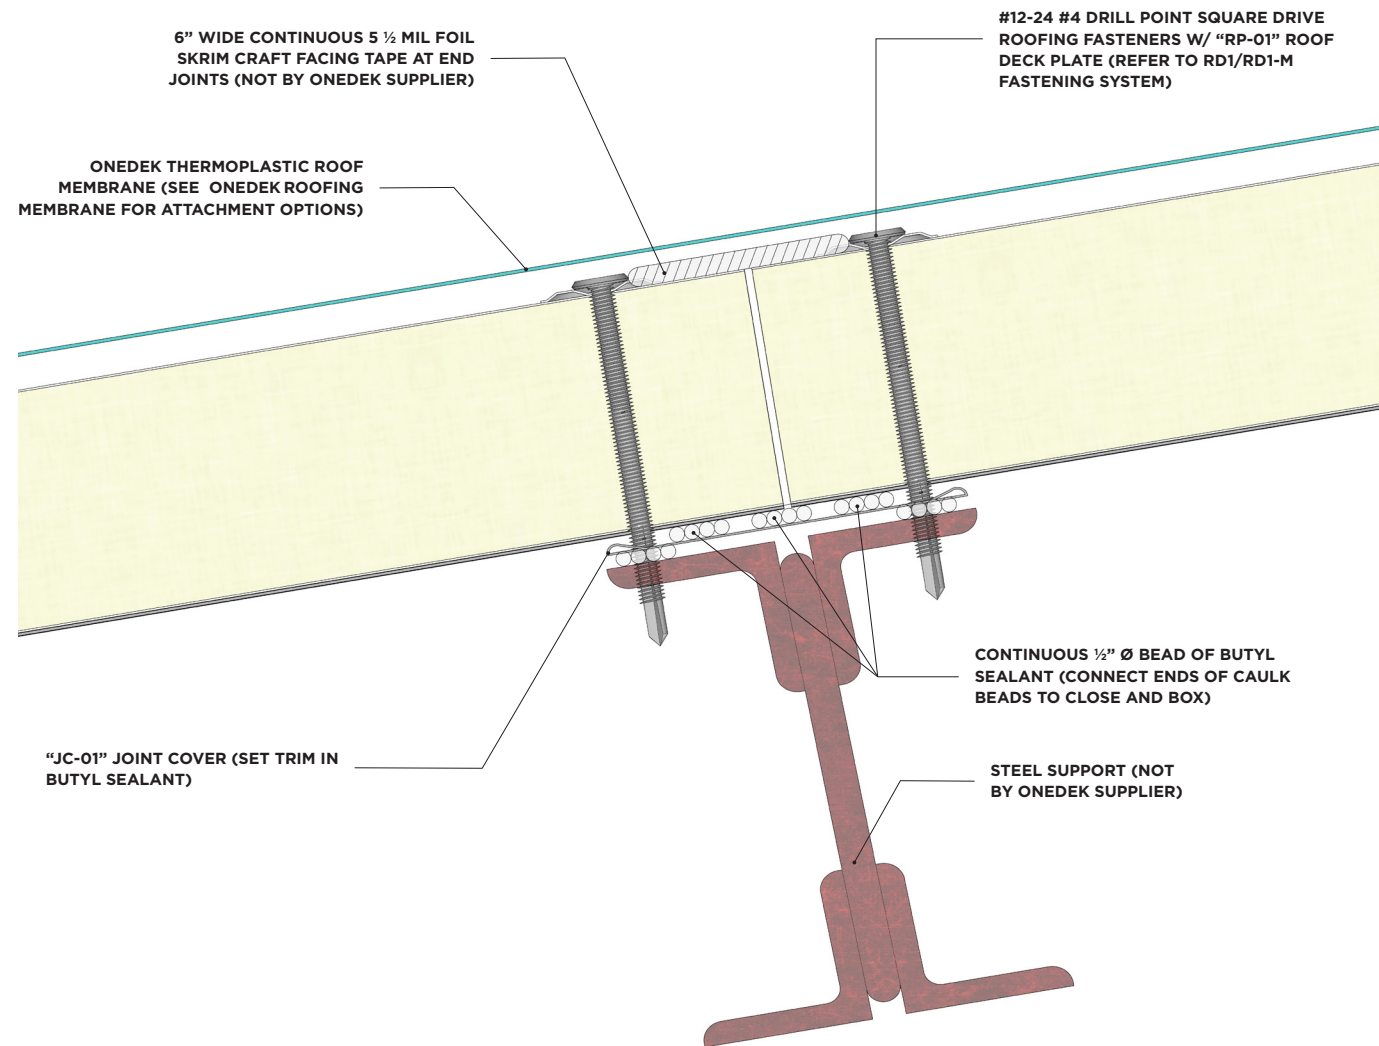 6” WIDE CONTINUOUS 5 ½ MIL FOIL
SKRIM CRAFT FACING TAPE AT END
JOINTS (NOT BY ONEDEK SUPPLIER)
#12-24 #4 DRILL POINT SQUARE DRIVE
ROOFING FASTENERS W/ “RP-01” ROOF
DECK PLATE (REFER TO RD1/RD1-M
FASTENING SYSTEM)
ONEDEK THERMOPLASTIC ROOF
MEMBRANE (SEE ONEDEK ROOFING
MEMBRANE FOR ATTACHMENT OPTIONS)
CONTINUOUS ½” Ø BEAD OF BUTYL
SEALANT (CONNECT ENDS OF CAULK
BEADS TO CLOSE AND BOX)
“JC-01” JOINT COVER (SET TRIM IN
BUTYL SEALANT)
STEEL SUPPORT (NOT
BY ONEDEK SUPPLIER)